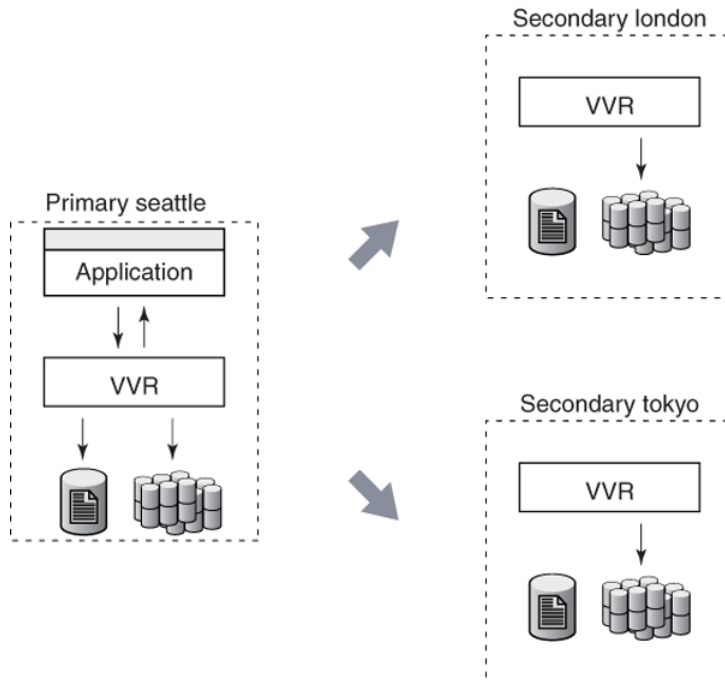 Secondary london
VVR
Primary seattle
Application
VVR
Secondary tokyo
VVR